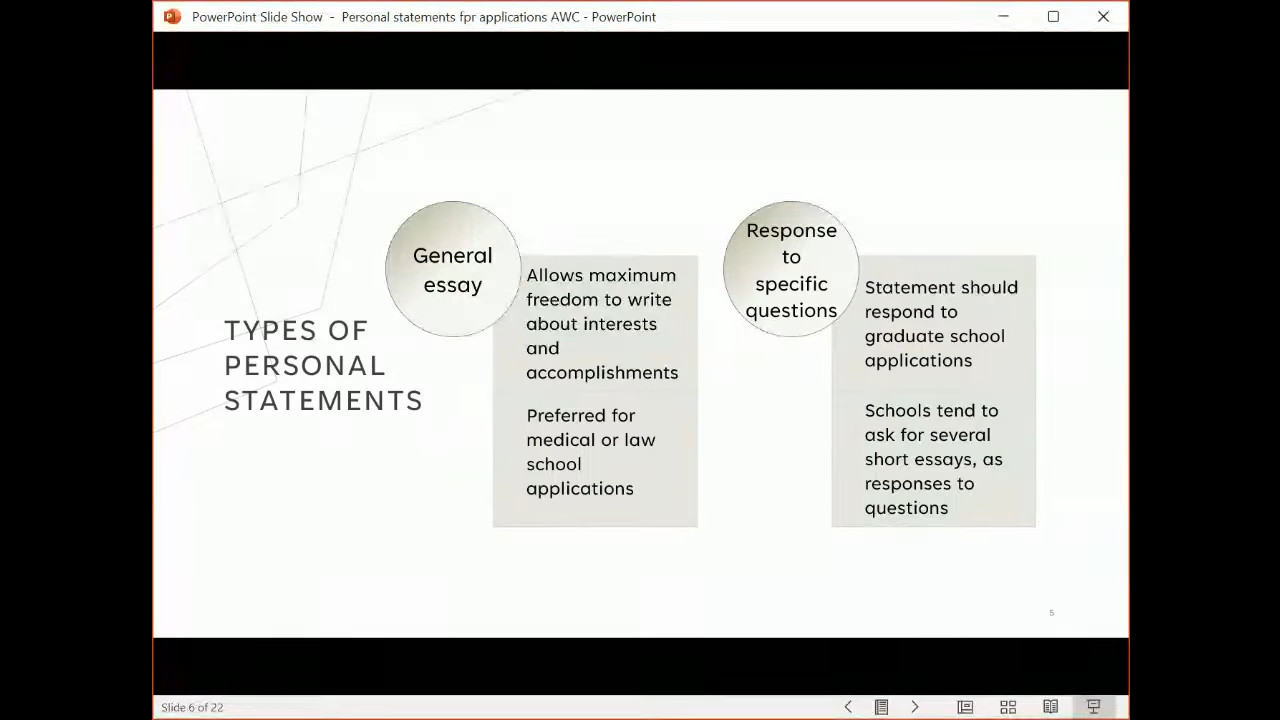 PowerPoint Slide Show - Personal statements fpr applications AWC - PowerPoint
TYPES OF
PERSONAL
STATEMENTS
General
essay
Allows maximum
freedom to write
about interests
and
accomplishments
Preferred for
medical or law
school
applications
Response
to
specific
questions
Statement should
respond to
graduate school
applications
Schools tend to
ask for several
short essays, as
responses to
questions
5
Slide 6 of 22